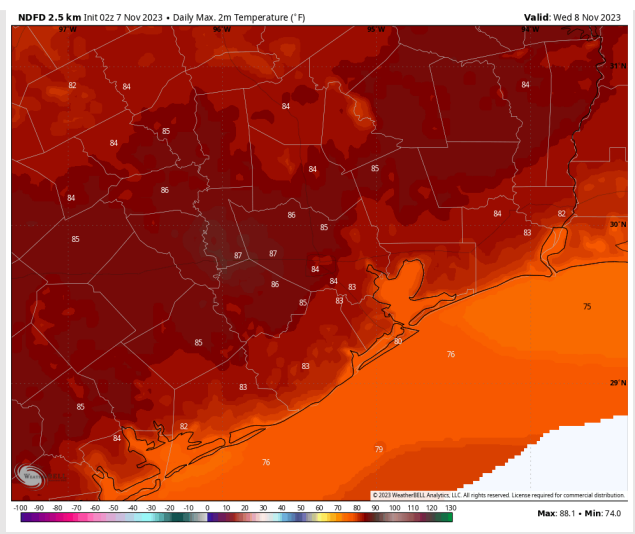 NDFD 2.5 km Init 02z 7 Nov 2023 • Daily Max. 2m Temperature (°F) Valid: Wed 8 Nov 2023
97°W 96°W 95°W 94°W
31°N
82 84 84 84
85
84
84 85
86
84
86 84 82
85 83
30°N
85
87 87
84
86 84 83
85 83
75
85 80
76
83
83
29°N
85
82
84
79
76
© 2023 WeatherBELL Analytics, LLC. All rights reserved. License required for commercial distribution.
-100 -90 -80 -70 -60 -50 -40 -30 -20 -10 0 10 20 30 40 50 60 70 80 90 100 110 120 130
Max: 88.1 • Min: 74.0